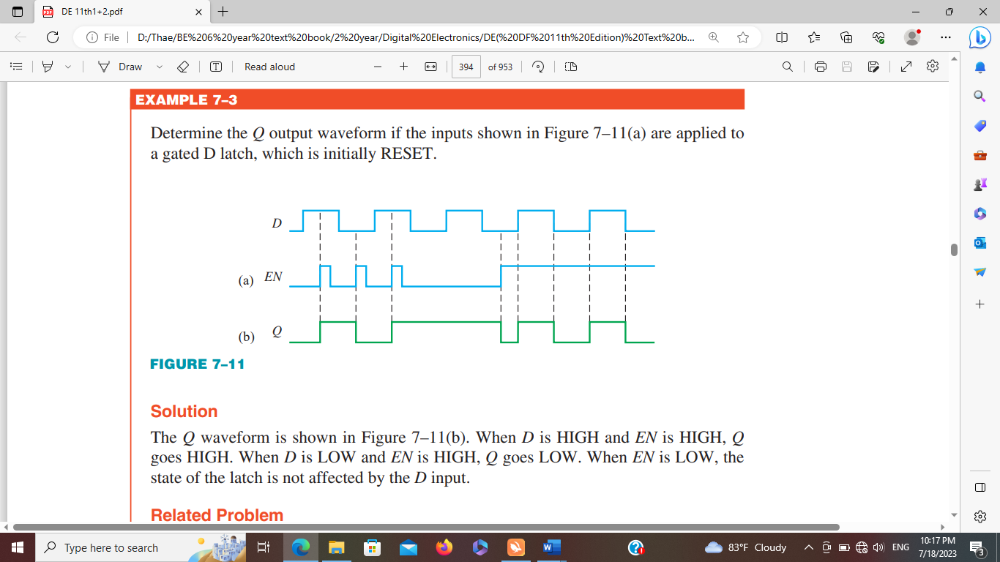 DE 11th1+2.pdf
File
D:/Thae/BE%206%20year%20text%20book/2%20year/Digital%20Electronics/DE(%20DF%2011th%20Edition)%20Text%20b...
Draw
Read aloud
394
of 953
EXAMPLE 7–3
Determine the Q output waveform if the inputs shown in Figure 7–11(a) are applied to
a gated D latch, which is initially RESET.
D
(a) EN
(b) Q
FIGURE 7–11
Solution
The Q waveform is shown in Figure 7–11(b). When D is HIGH and EN is HIGH, Q
goes HIGH. When D is LOW and EN is HIGH, Q goes LOW. When EN is LOW, the
state of the latch is not affected by the D input.
Related Problem
Type here to search
83°F Cloudy
ENG
10:17 PM
7/18/2023
3